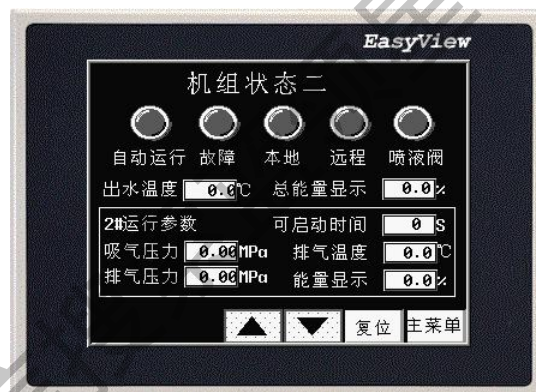 EasyView
机组状态二
自动运行 故障 本地 远程 喷液阀
出水温度 0.0℃ 总能量显示 0.0%
2#运行参数 可启动时间 0 S
吸气压力 0.00MPa 排气温度 0.0℃
排气压力 0.00MPa 能量显示 0.0%
▲ ▼ 复位 主菜单